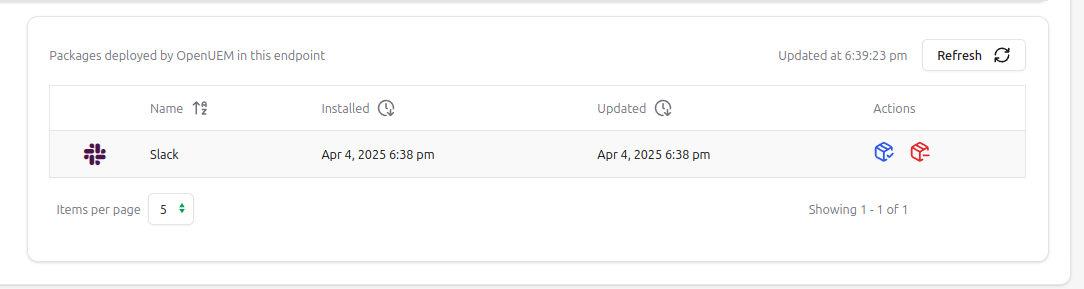 Packages deployed by OpenUEM in this endpoint
Updated at 6:39:23 pm
Refresh
Name Installed Updated Actions
Slack Apr 4, 2025 6:38 pm Apr 4, 2025 6:38 pm
Items per page 5
Showing 1 - 1 of 1